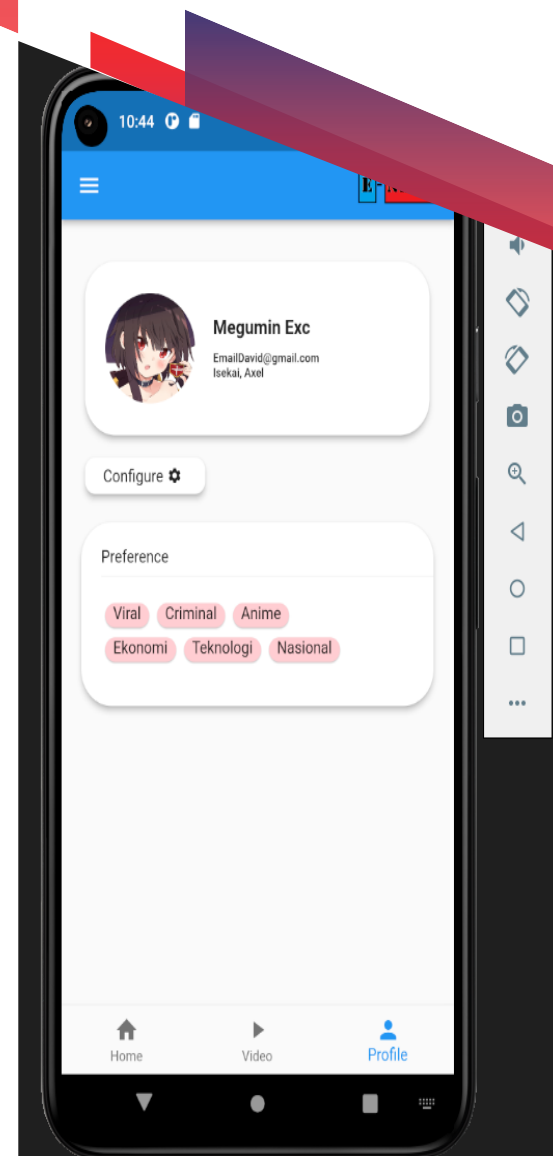 10:44
E-
Megumin Exc
EmailDavid@gmail.com
Isekai, Axel
Configure
Preference
Viral Criminal Anime
Ekonomi Teknologi Nasional
Home Video Profile